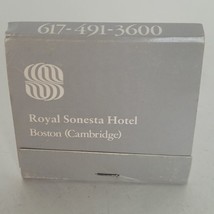 617-491-3600
Royal Sonesta Hotel
Boston (Cambridge)